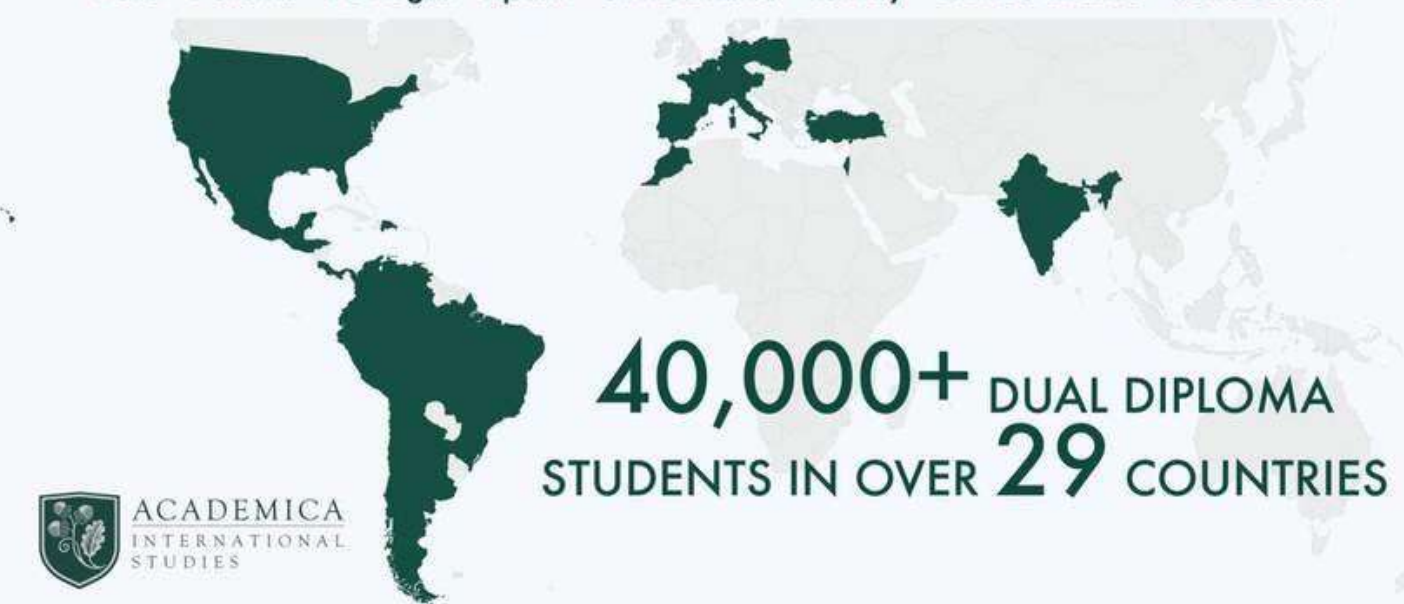 40,000+ DUAL DIPLOMA
STUDENTS IN OVER 29 COUNTRIES
ACADEMICA
INTERNATIONAL
STUDIES